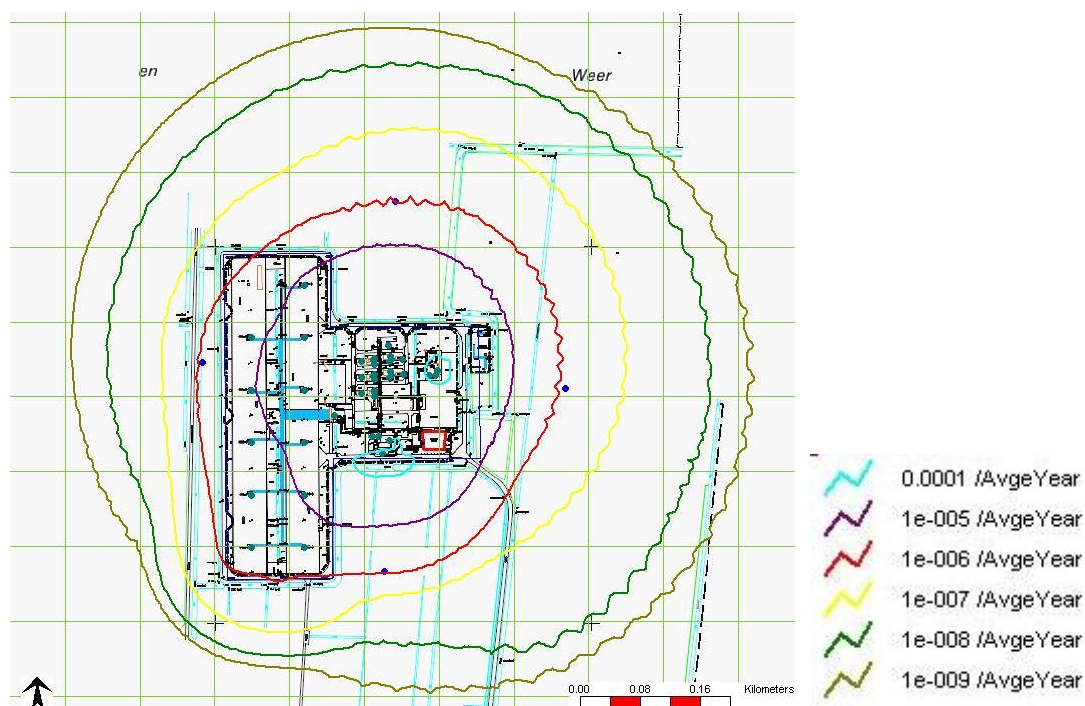 en
Weer
0.00 0.08 0.16 Kilometers
0.0001 /AvgeYear
1e-005 /AvgeYear
1e-006 /AvgeYear
1e-007 /AvgeYear
1e-008 /AvgeYear
1e-009 /AvgeYear